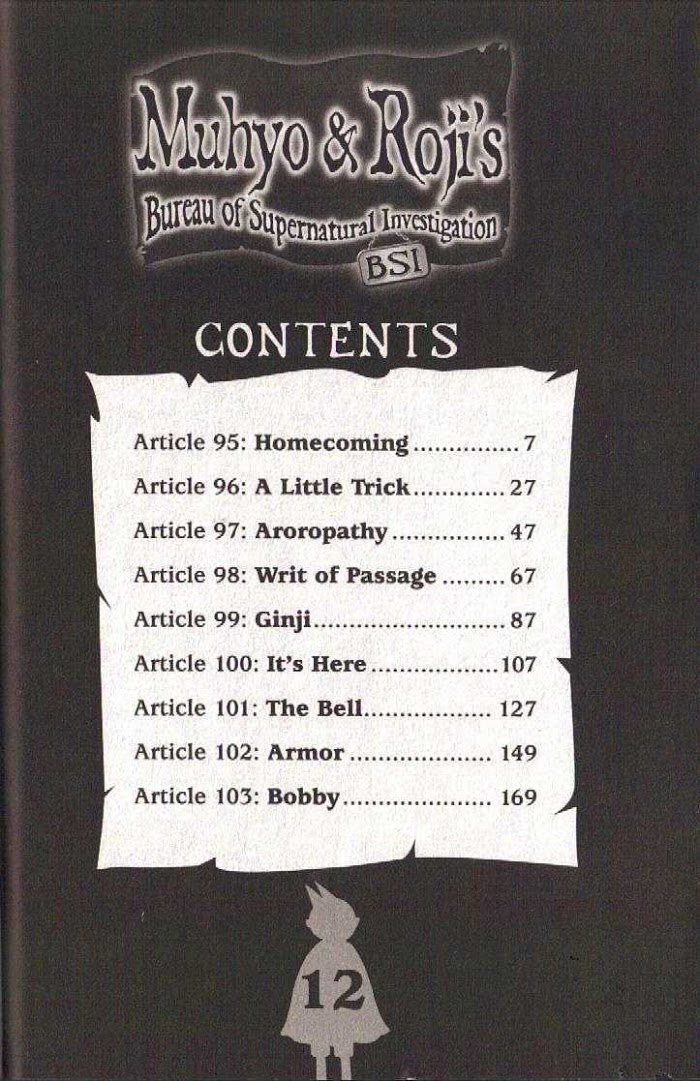 Muhyo & Roji's
Bureau of Supernatural Investigation
BSI
CONTENTS
Article 95: Homecoming...............7
Article 96: A Little Trick.............27
Article 97: Aroropathy................47
Article 98: Writ of Passage.........67
Article 99: Ginji...........................87
Article 100: It's Here..................107
Article 101: The Bell..................127
Article 102: Armor....................149
Article 103: Bobby.....................169
12